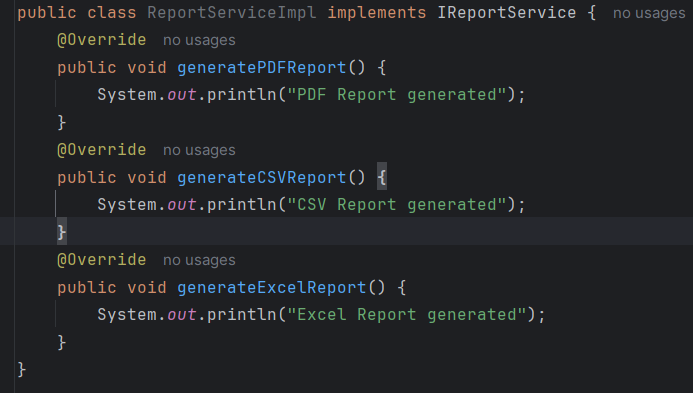 public class ReportServiceImpl implements IReportService { no usages
@Override no usages
public void generatePDFReport() {
System.out.println("PDF Report generated");
}
@Override no usages
public void generateCSVReport() {
System.out.println("CSV Report generated");
}
@Override no usages
public void generateExcelReport() {
System.out.println("Excel Report generated");
}
}